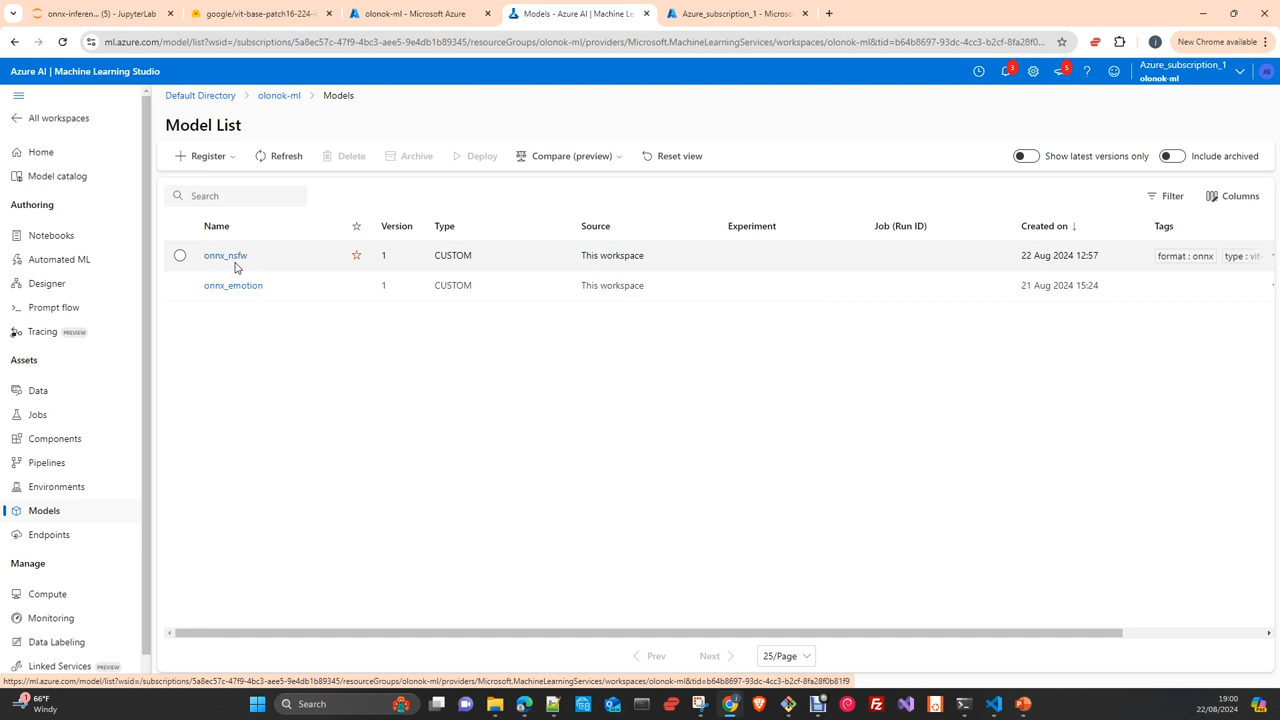 onnx-inferen... (5) - JupyterLab
google/vit-base-patch16-224-i
olonok-ml - Microsoft Azure
Models - Azure AI | Machine Le
Azure_subscription_1 - Microso
ml.azure.com/model/list?wsid=/subscriptions/5a8ec57c-47f9-4bc3-aee5-9e4db1b89345/resourceGroups/olonok-ml/providers/Microsoft.MachineLearningServices/workspaces/olonok-ml&tid=b64b8697-93dc-4cc3-b2cf-8fa28f0...
New Chrome available
Azure AI | Machine Learning Studio
3
5
Azure_subscription_1
olonok-ml
JG
All workspaces
Home
Model catalog
Authoring
Notebooks
Automated ML
Designer
Prompt flow
Tracing PREVIEW
Assets
Data
Jobs
Components
Pipelines
Environments
Models
Endpoints
Manage
Compute
Monitoring
Data Labeling
Linked Services PREVIEW
Default Directory > olonok-ml > Models
Model List
Register Refresh Delete Archive Deploy Compare (preview) Reset view Show latest versions only Include archived
Search Filter Columns
Name Version Type Source Experiment Job (Run ID) Created on ↓ Tags
onnx_nsfw 1 CUSTOM This workspace 22 Aug 2024 12:57 format : onnx type : vit-
onnx_emotion 1 CUSTOM This workspace 21 Aug 2024 15:24
Prev Next 25/Page
https://ml.azure.com/model/list?wsid=/subscriptions/5a8ec57c-47f9-4bc3-aee5-9e4db1b89345/resourceGroups/olonok-ml/providers/Microsoft.MachineLearningServices/workspaces/olonok-ml&tid=b64b8697-93dc-4cc3-b2cf-8fa28f0b81f9
1
66°F
Windy
Search
19:00
22/08/2024